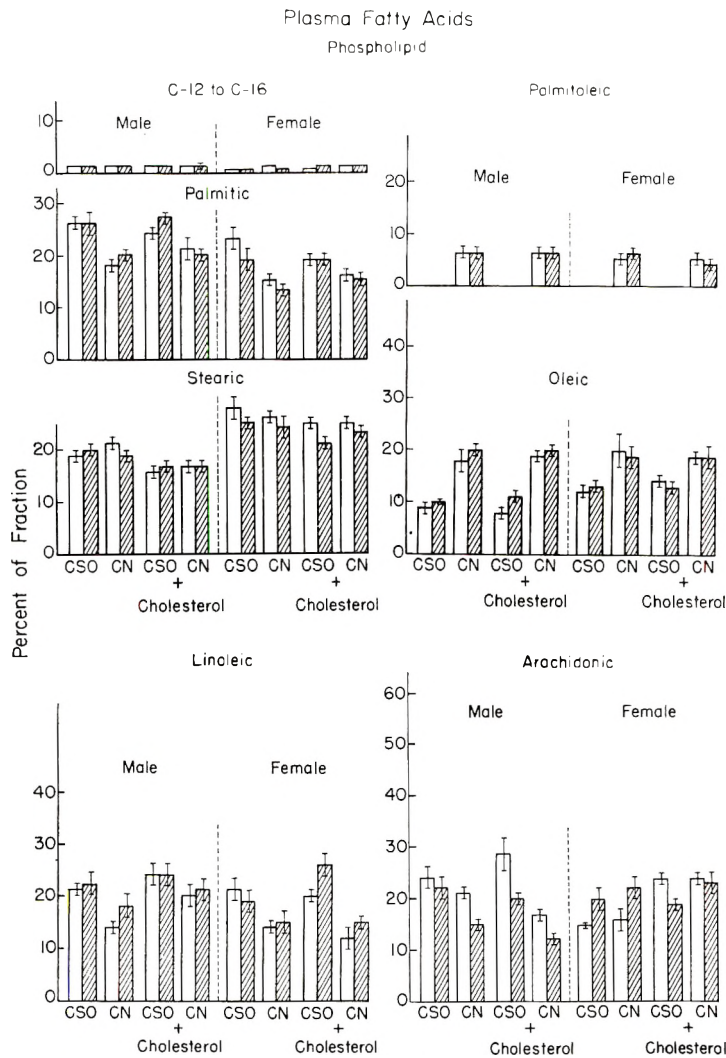 Plasma Fatty Acids
Phospholipid
C-12 to C-16
Palmitoleic
10
Male
Female
0
Palmitic
30
20
10
0
20
Male
Female
10
0
Stearic
20
10
0
Oleic
40
30
20
10
0
CSO CN CSO CN CSO CN CSO CN
+ +
Cholesterol Cholesterol
CSO CN CSO CN CSO CN CSO CN
+ +
Cholesterol Cholesterol
Percent of Fraction
Linoleic
Arachidonic
Male
Female
40
30
20
10
0
60
50
Male
Female
40
30
20
10
0
CSO CN CSO CN CSO CN CSO CN
+ +
Cholesterol Cholesterol
CSO CN CSO CN CSO CN CSO CN
+ +
Cholesterol Cholesterol